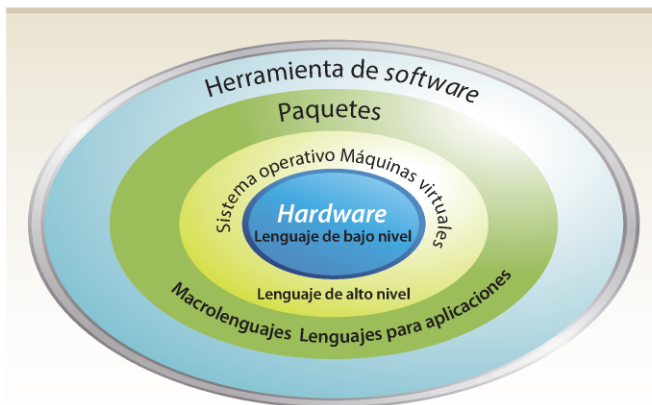 Herramienta de software
Paquetes
Sistema operativo Máquinas virtuales
Hardware
Lenguaje de bajo nivel
Lenguaje de alto nivel
Macrolenguajes Lenguajes para aplicaciones